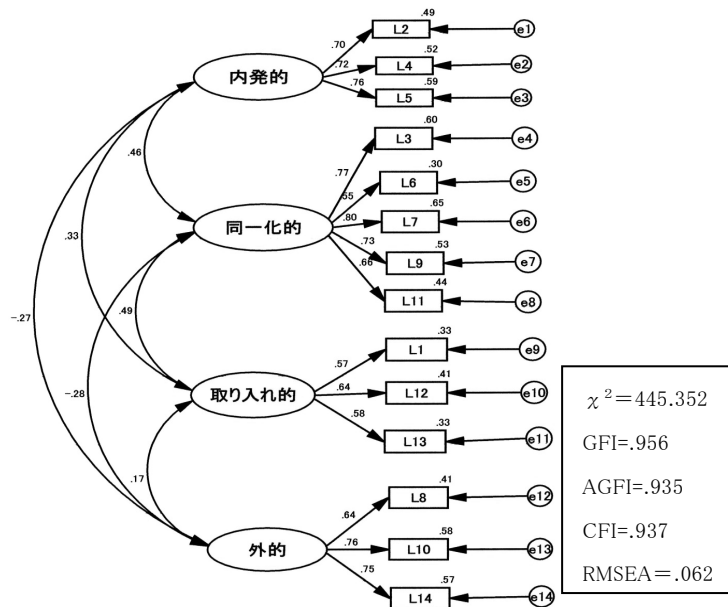 .49
.70
L2
e1
.52
.72
L4
e2
内発的
.76
.59
L5
e3
.60
L3
e4
.46
.77
.30
.55
L6
e5
.65
.80
L7
e6
同一化的
.33
.73
.53
L9
e7
.66
.44
L11
e8
-.27
.49
.33
.57
L1
e9
-.28
.41
.64
L12
e10
取り入れ的
.58
.33
L13
e11
.17
.41
.64
L8
e12
.58
.76
L10
e13
外的
.75
.57
L14
e14
χ²=445.352
GFI=.956
AGFI=.935
CFI=.937
RMSEA=.062